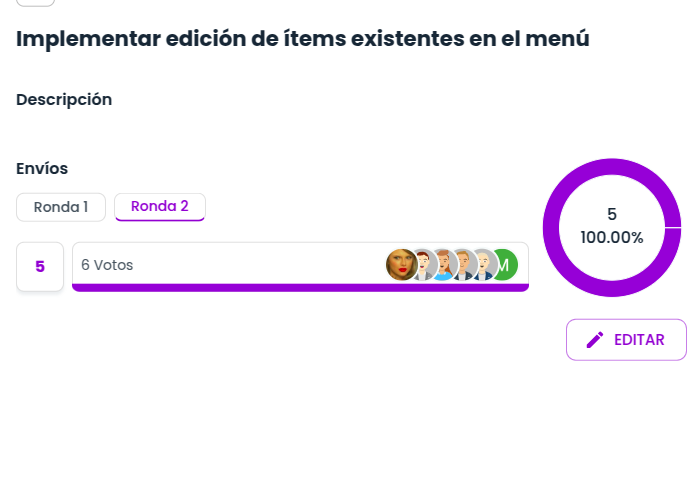 Implementar edición de ítems existentes en el menú
Descripción
Envíos
Ronda 1
Ronda 2
5
6 Votos
M
5
100.00%
EDITAR